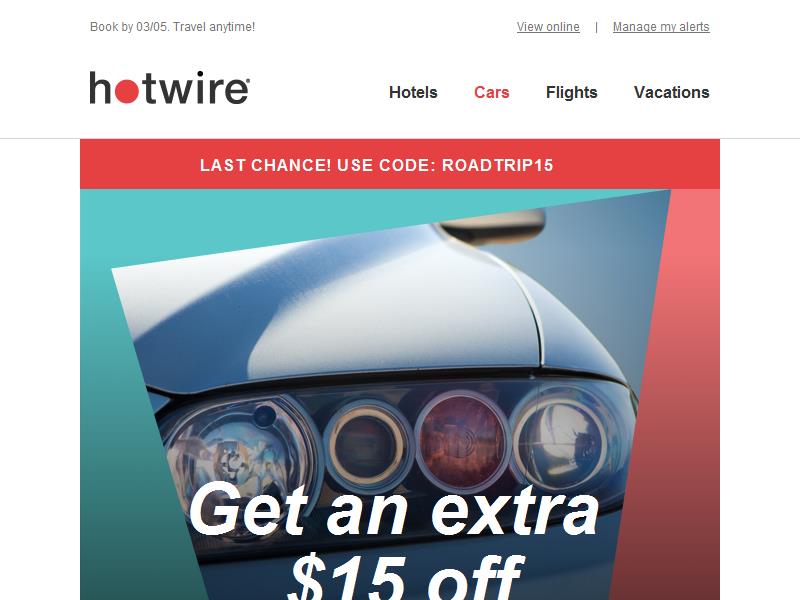 Book by 03/05. Travel anytime!
View online | Manage my alerts
hotwire®
Hotels Cars Flights Vacations
LAST CHANCE! USE CODE: ROADTRIP15
Get an extra
$15 off